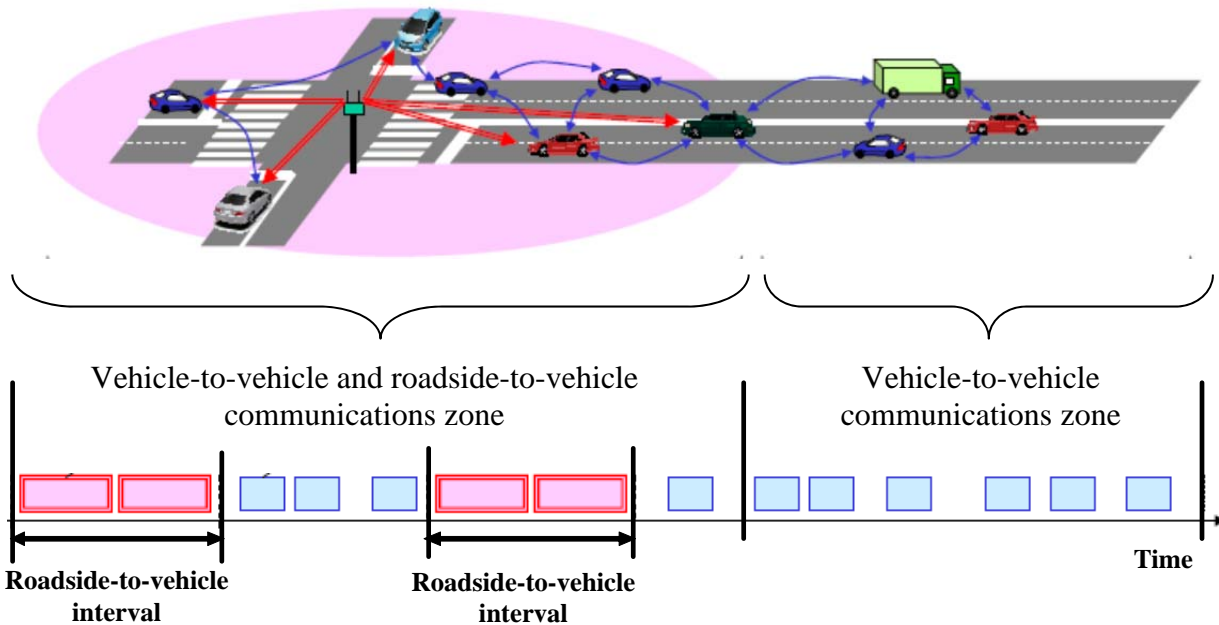 Vehicle-to-vehicle and roadside-to-vehicle
communications zone
Vehicle-to-vehicle
communications zone
Time
Roadside-to-vehicle
interval
Roadside-to-vehicle
interval